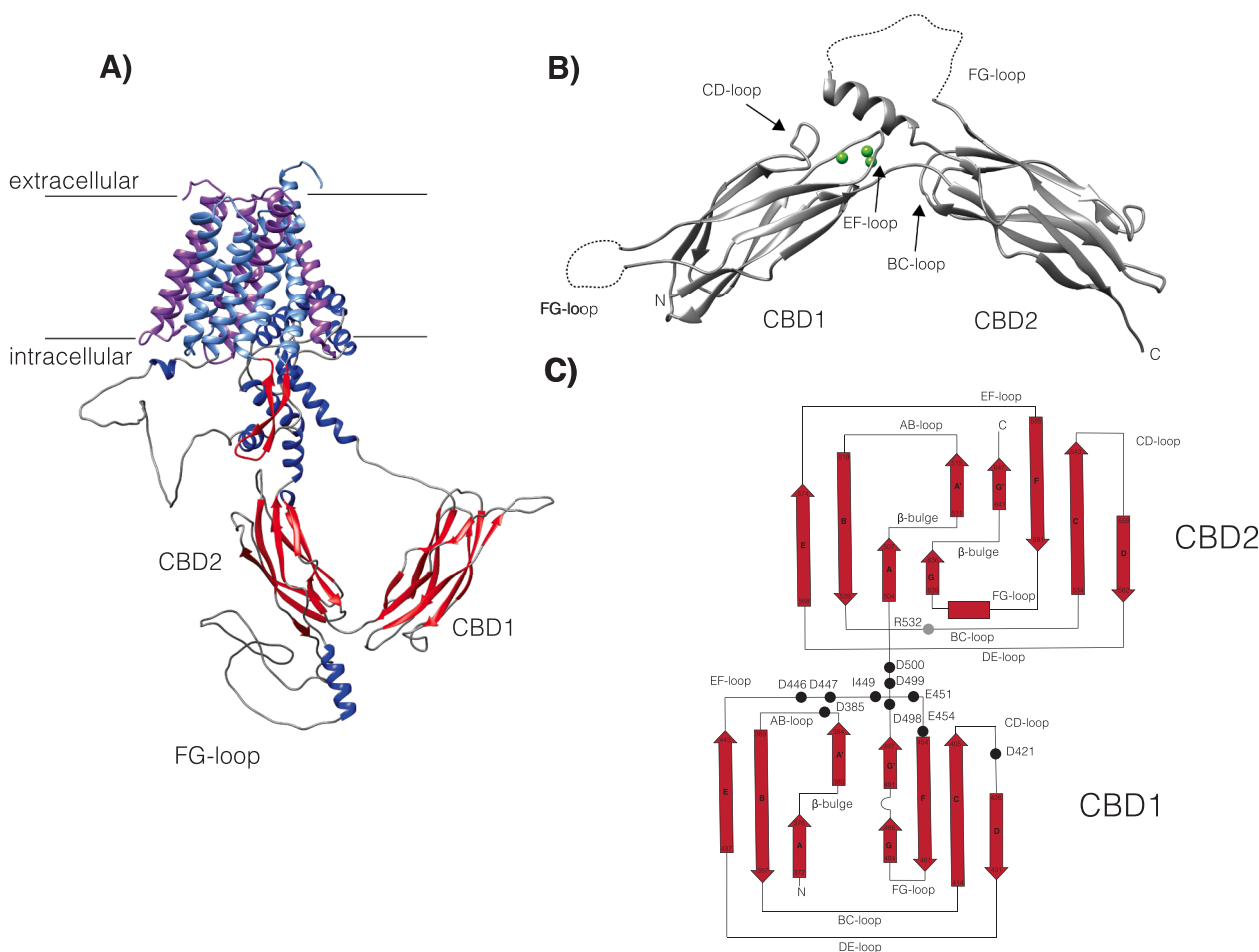 A)
extracellular
intracellular
CBD2
CBD1
FG-loop
B)
CD-loop
FG-loop
EF-loop
BC-loop
FG-loop
N
CBD1
CBD2
C
C)
EF-loop
AB-loop
C
CD-loop
A'
G'
F
E
B
C
β-bulge
D
CBD2
A
β-bulge
G
FG-loop
R532
BC-loop
DE-loop
D500
EF-loop
D446 D447
I449
D499
E451
D385
D498
E454
AB-loop
CD-loop
D421
A'
G'
E
B
F
C
β-bulge
CBD1
A
G
D
N
FG-loop
BC-loop
DE-loop